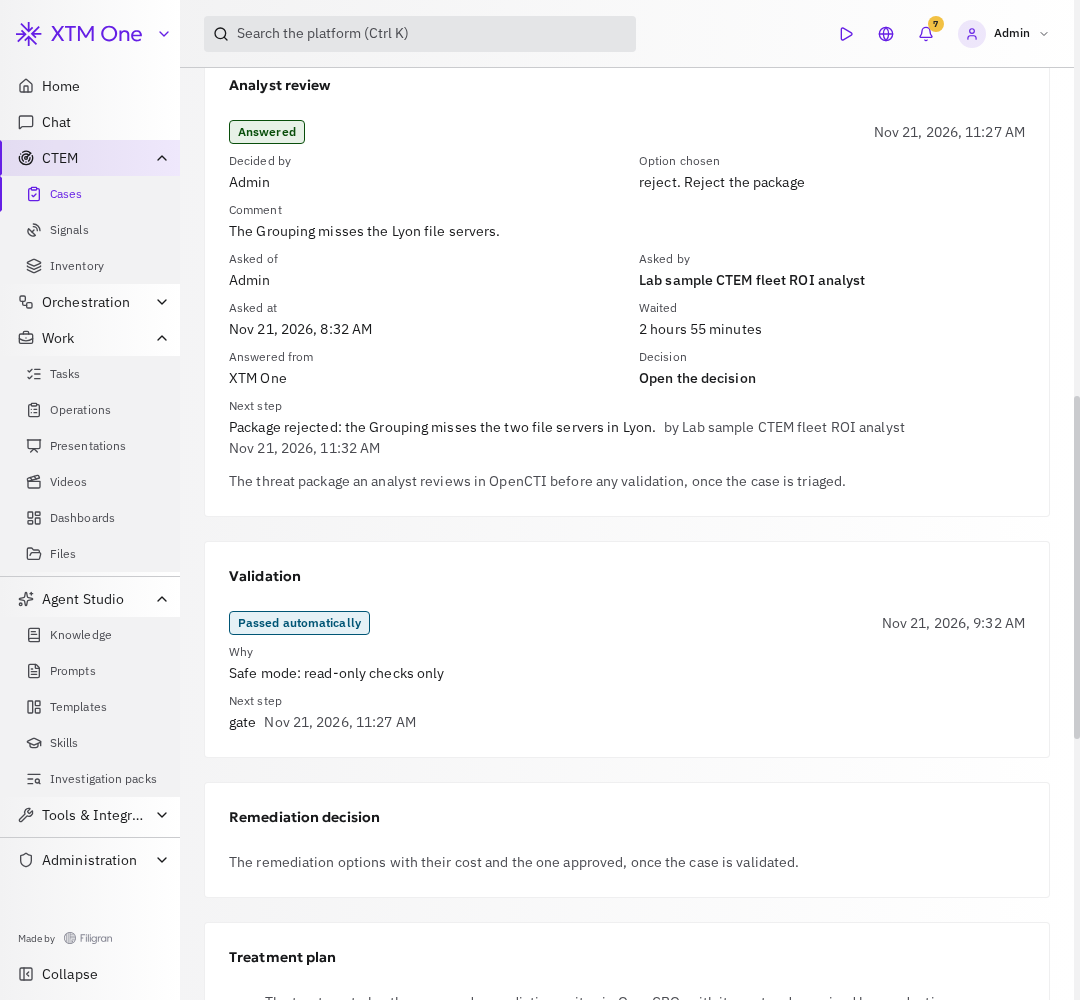 XTM One
Search the platform (Ctrl K)
7
Admin
Home
Chat
CTEM
Cases
Signals
Inventory
Orchestration
Work
Tasks
Operations
Presentations
Videos
Dashboards
Files
Agent Studio
Knowledge
Prompts
Templates
Skills
Investigation packs
Tools & Integr...
Administration
Made by Filigran
Collapse
Analyst review
Answered
Nov 21, 2026, 11:27 AM
Decided by
Admin
Option chosen
reject. Reject the package
Comment
The Grouping misses the Lyon file servers.
Asked of
Admin
Asked by
Lab sample CTEM fleet ROI analyst
Asked at
Nov 21, 2026, 8:32 AM
Waited
2 hours 55 minutes
Answered from
XTM One
Decision
Open the decision
Next step
Package rejected: the Grouping misses the two file servers in Lyon. by Lab sample CTEM fleet ROI analyst
Nov 21, 2026, 11:32 AM
The threat package an analyst reviews in OpenCTI before any validation, once the case is triaged.
Validation
Passed automatically
Nov 21, 2026, 9:32 AM
Why
Safe mode: read-only checks only
Next step
gate Nov 21, 2026, 11:27 AM
Remediation decision
The remediation options with their cost and the one approved, once the case is validated.
Treatment plan